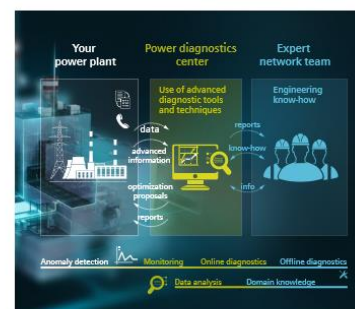 Your
power plant
Power diagnostics
center
Expert
network team
Use of advanced
diagnostic tools
and techniques
Engineering
know-how
data
reports
advanced
information
know-how
optimization
proposals
info
reports
Anomaly detection
Monitoring
Online diagnostics
Offline diagnostics
Data analysis
Domain knowledge